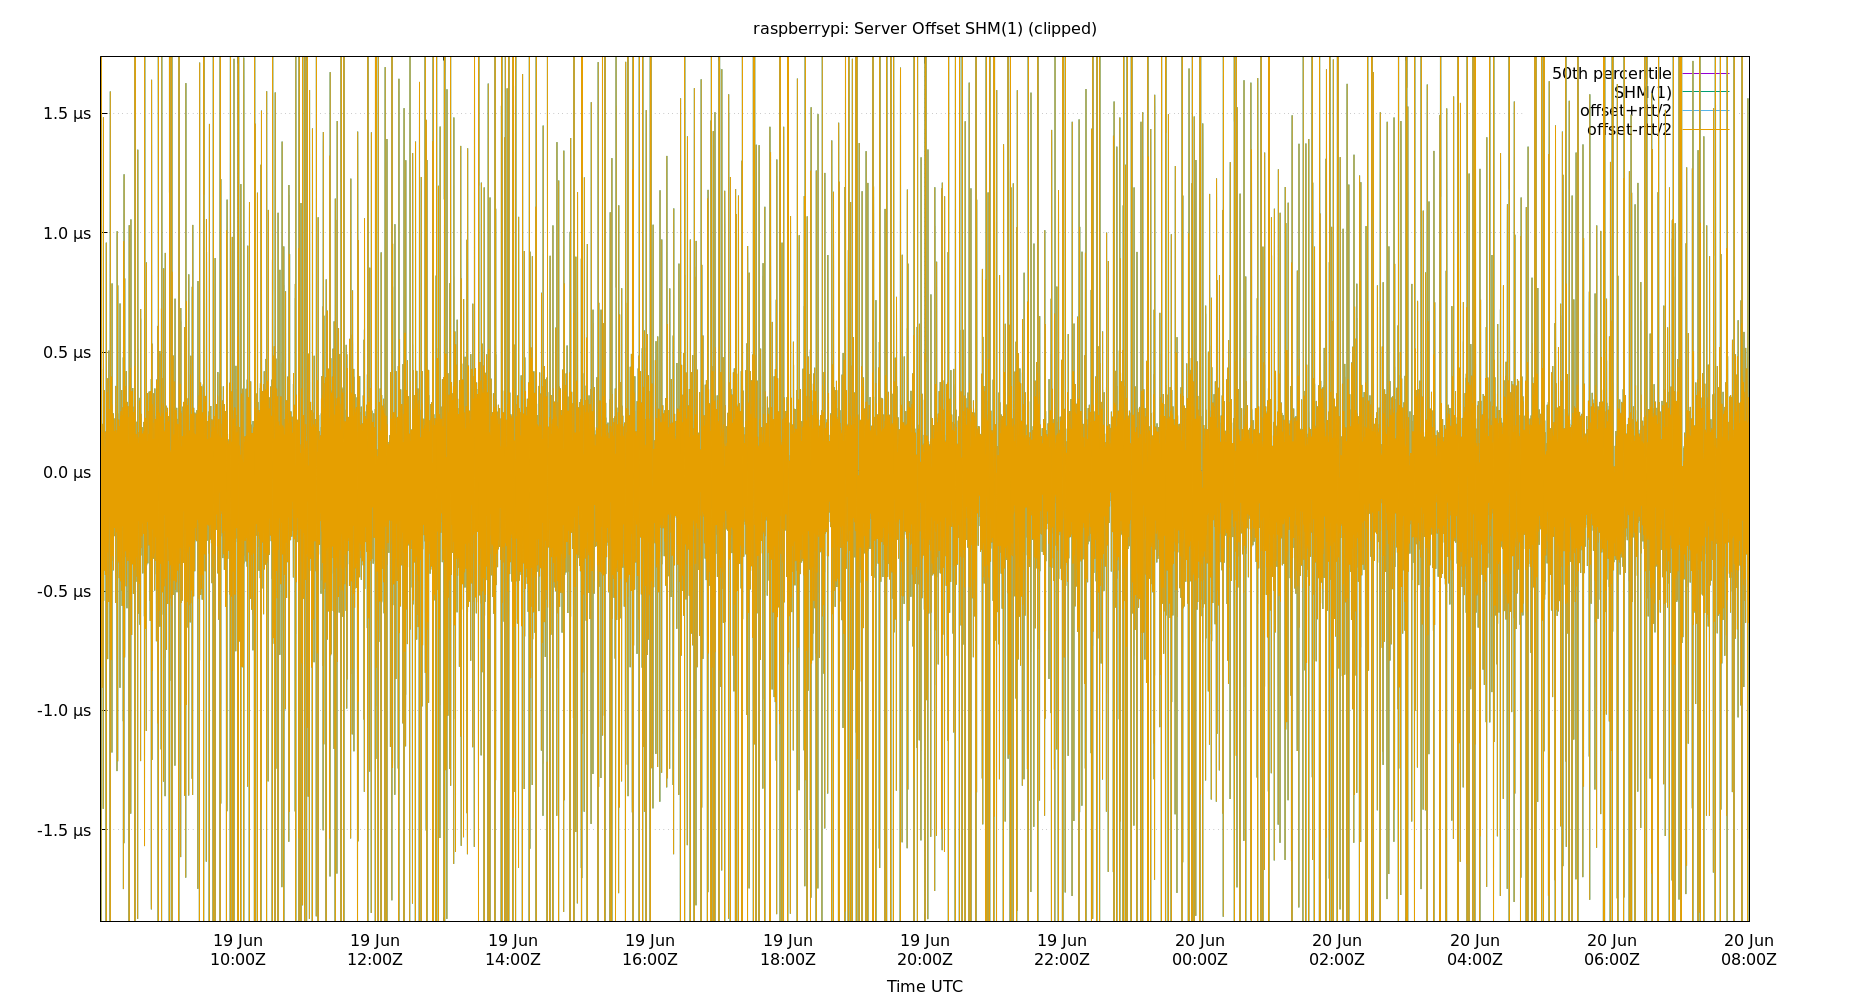 raspberrypi: Server Offset SHM(1) (clipped)
50th percentile
SHM(1)
offset+rtt/2
offset-rtt/2
1.5 µs
1.0 µs
0.5 µs
0.0 µs
-0.5 µs
-1.0 µs
-1.5 µs
19 Jun 19 Jun 19 Jun 19 Jun 19 Jun 19 Jun 19 Jun 20 Jun 20 Jun 20 Jun 20 Jun 20 Jun
10:00Z 12:00Z 14:00Z 16:00Z 18:00Z 20:00Z 22:00Z 00:00Z 02:00Z 04:00Z 06:00Z 08:00Z
Time UTC